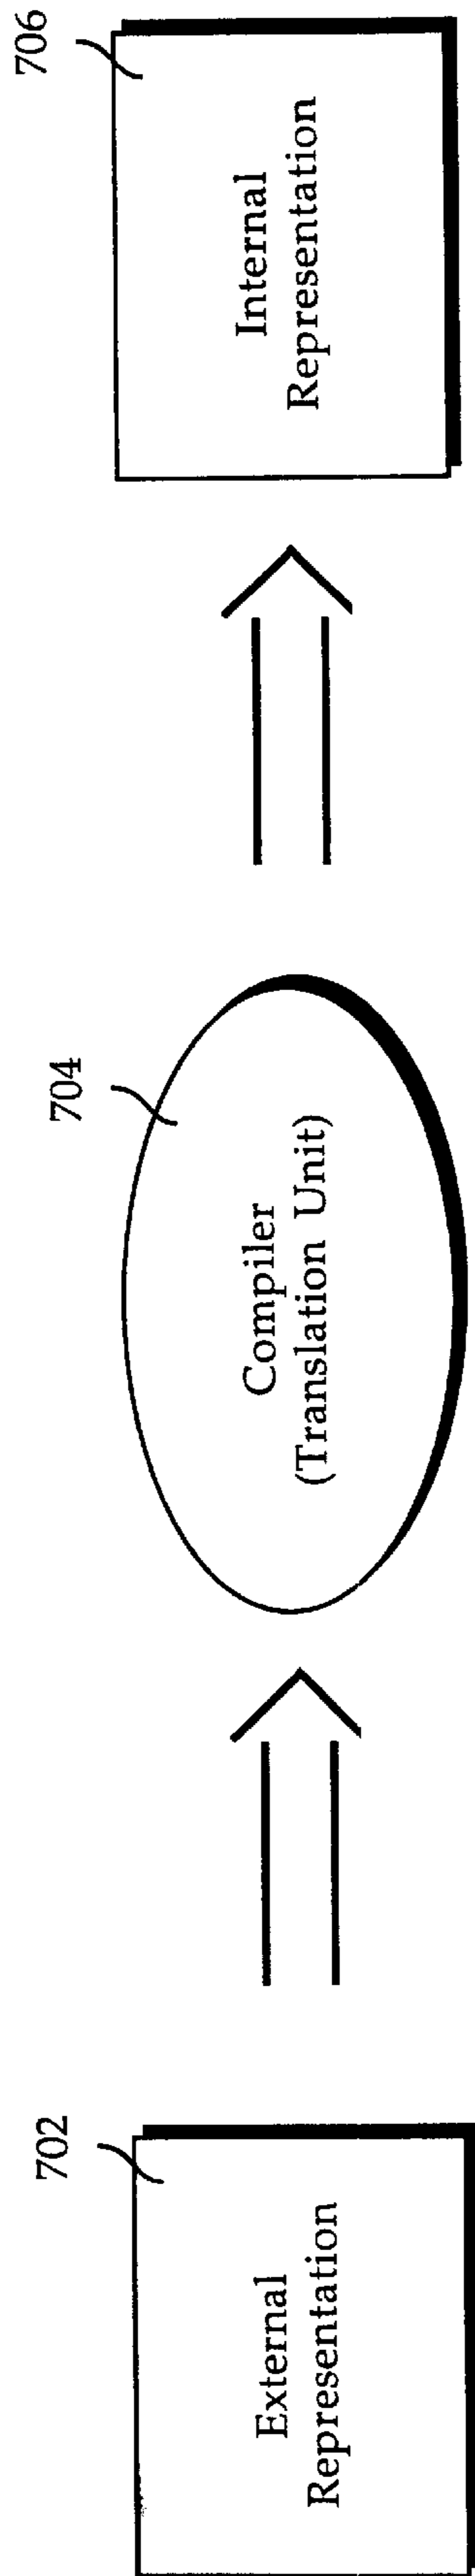 702
External
Representation
704
Compiler
(Translation Unit)
706
Internal
Representation